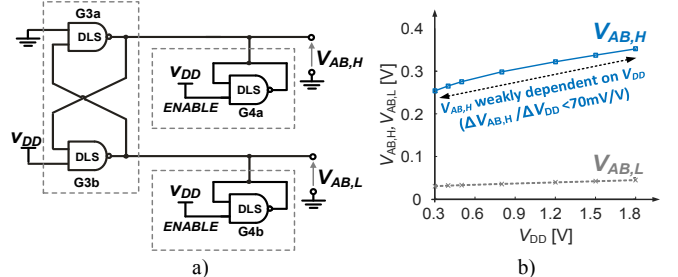 G3a
DLS
V_AB,H
V_DD
ENABLE
DLS
G4a
V_DD
DLS
G3b
V_AB,L
V_DD
ENABLE
DLS
G4b
a)
V_AB,H, V_AB,L [V]
0.4
0.3
0.2
0.1
0
V_AB,H
V_AB,H weakly dependent on V_DD
(ΔV_AB,H/ΔV_DD<70mV/V)
V_AB,L
0.3 0.6 0.9 1.2 1.5 1.8
V_DD [V]
b)